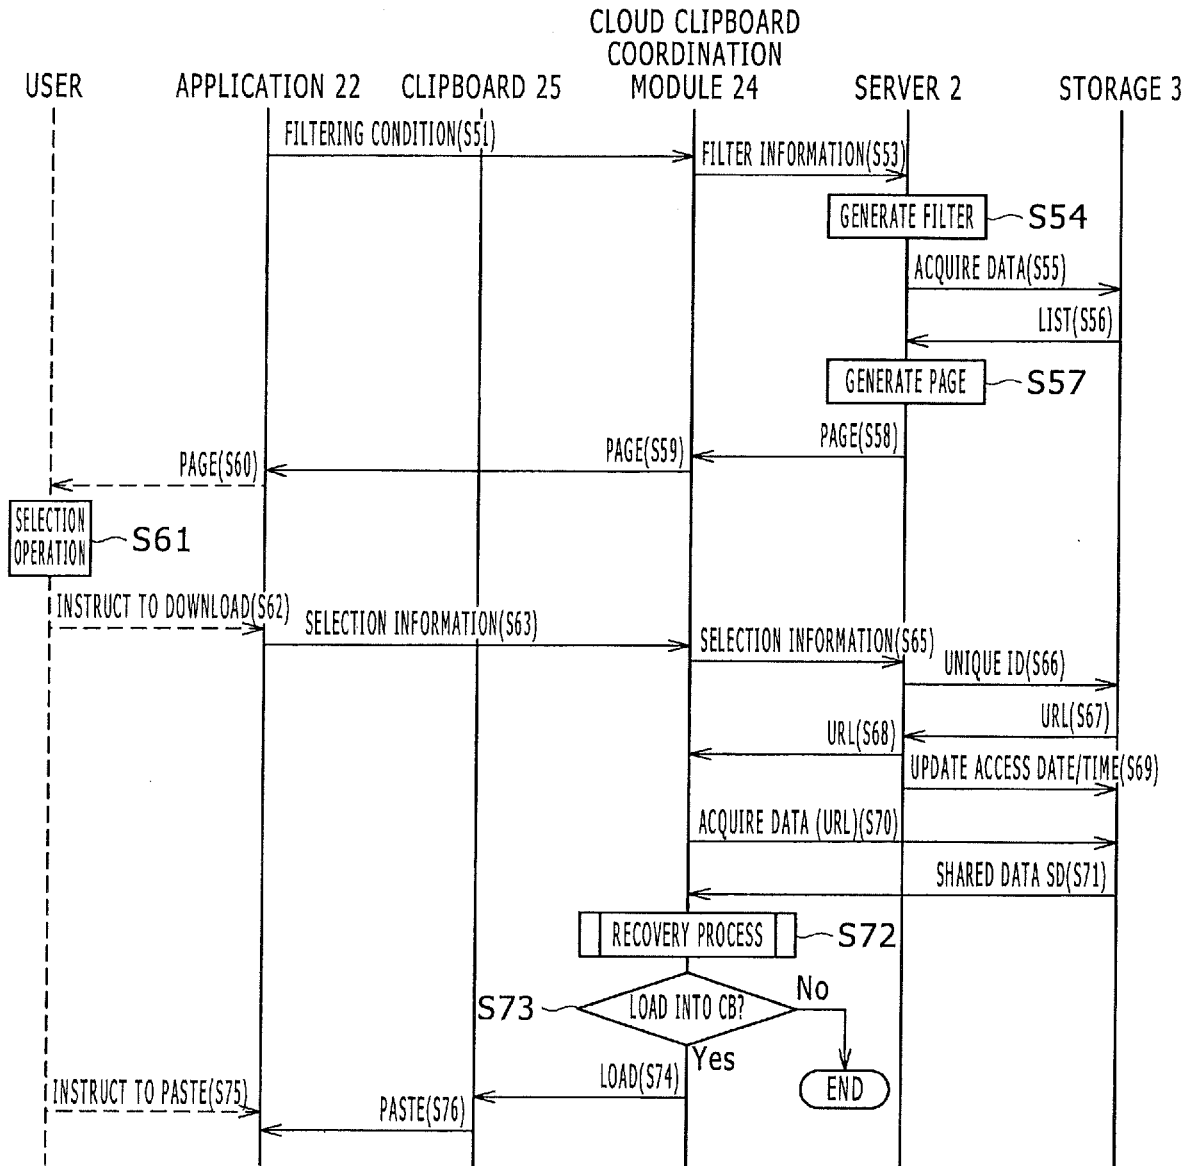 CLOUD CLIPBOARD
COORDINATION
USER
APPLICATION 22
CLIPBOARD 25
MODULE 24
SERVER 2
STORAGE 3
FILTERING CONDITION(S51)
FILTER INFORMATION(S53)
GENERATE FILTER
S54
ACQUIRE DATA(S55)
LIST(S56)
GENERATE PAGE
S57
PAGE(S58)
PAGE(S59)
PAGE(S60)
SELECTION
OPERATION
S61
INSTRUCT TO DOWNLOAD(S62)
SELECTION INFORMATION(S63)
SELECTION INFORMATION(S65)
UNIQUE ID(S66)
URL(S67)
URL(S68)
UPDATE ACCESS DATE/TIME(S69)
ACQUIRE DATA (URL)(S70)
SHARED DATA SD(S71)
RECOVERY PROCESS
S72
S73
LOAD INTO CB?
No
Yes
END
LOAD(S74)
INSTRUCT TO PASTE(S75)
PASTE(S76)